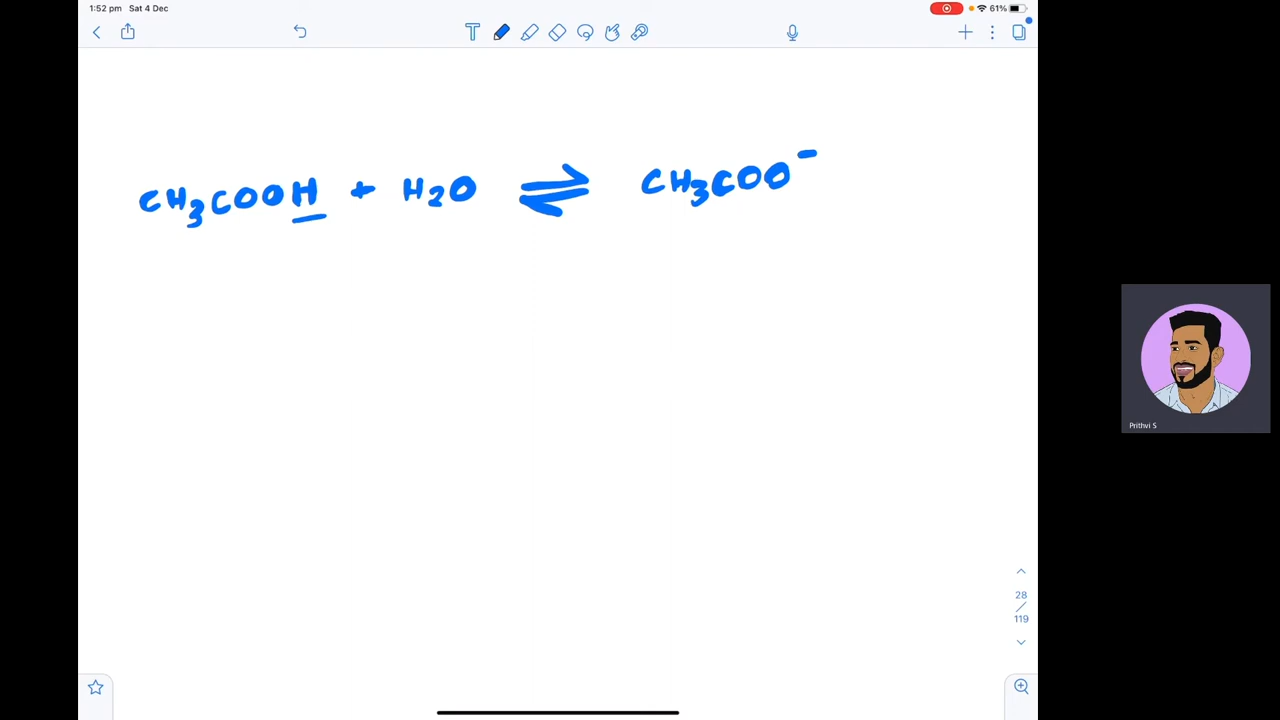 1:52 pm Sat 4 Dec
61%
T
CH3COOH + H2O ⇌ CH3COO⁻
Prithvi S
28
/
119